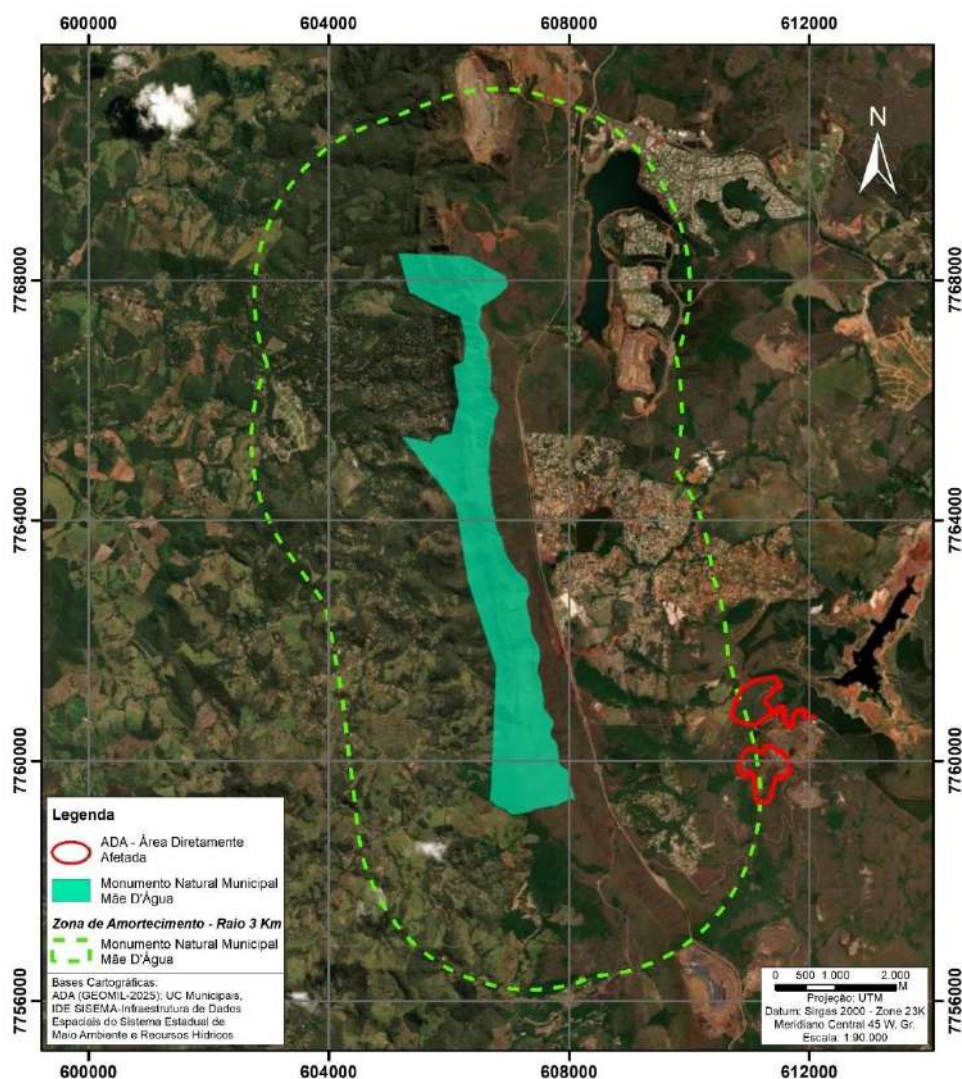 600000 604000 608000 612000
N
7768000 7768000
7764000 7764000
7760000 7760000
7756000 7756000
Legenda
ADA - Área Diretamente
Afetada
Monumento Natural Municipal
Mãe D'Água
Zona de Amortecimento - Raio 3 Km
Monumento Natural Municipal
Mãe D'Água
Bases Cartográficas:
ADA (GEOMIL-2025): UC Municipais,
IDE SISEMA-Infraestrutura de Dados
Espaciais do Sistema Estadual de
Meio Ambiente e Recursos Hídricos
0 500 1.000 2.000
M
Projeção: UTM
Datum: Sirgas 2000 - Zone 23K
Meridiano Central 45 W. Gr.
Escala: 1:90.000
600000 604000 608000 612000